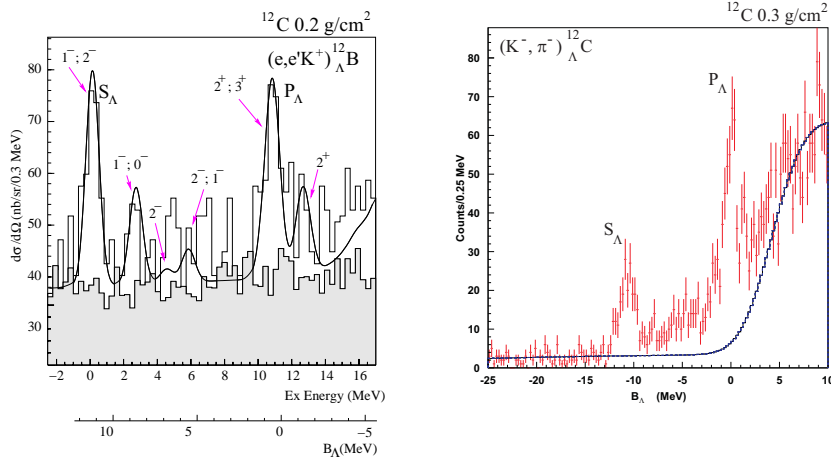 ¹²C 0.2 g/cm²
(e,e'K⁺)¹²ΛB
1⁻;2⁻
SΛ
2⁺;3⁺
PΛ
1⁻;0⁻
2⁻
2⁻;1⁻
2⁺
80
70
60
50
40
30
dσ/dΩ (nb/sr/0.3 MeV)
−2 0 2 4 6 8 10 12 14 16
Ex Energy (MeV)
10 5 0 −5
BΛ(MeV)
¹²C 0.3 g/cm²
(K⁻, π⁻)¹²ΛC
PΛ
SΛ
80
70
60
50
40
30
20
10
0
Counts/0.25 MeV
-25 -20 -15 -10 -5 0 5 10
BΛ (MeV)